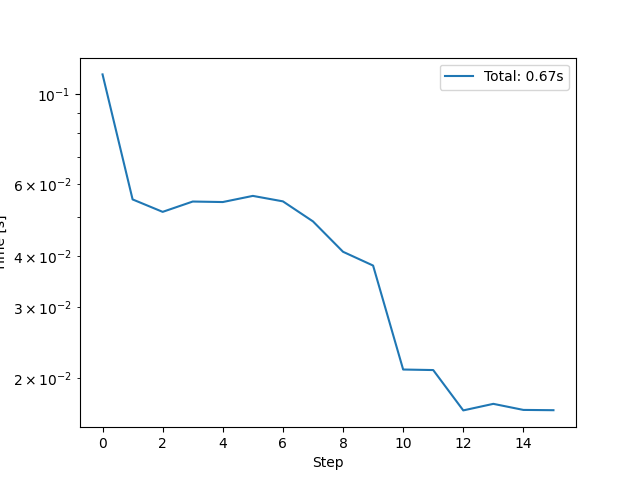 Total: 0.67s
10⁻¹
6 × 10⁻²
4 × 10⁻²
3 × 10⁻²
2 × 10⁻²
[s]
0 2 4 6 8 10 12 14
Step